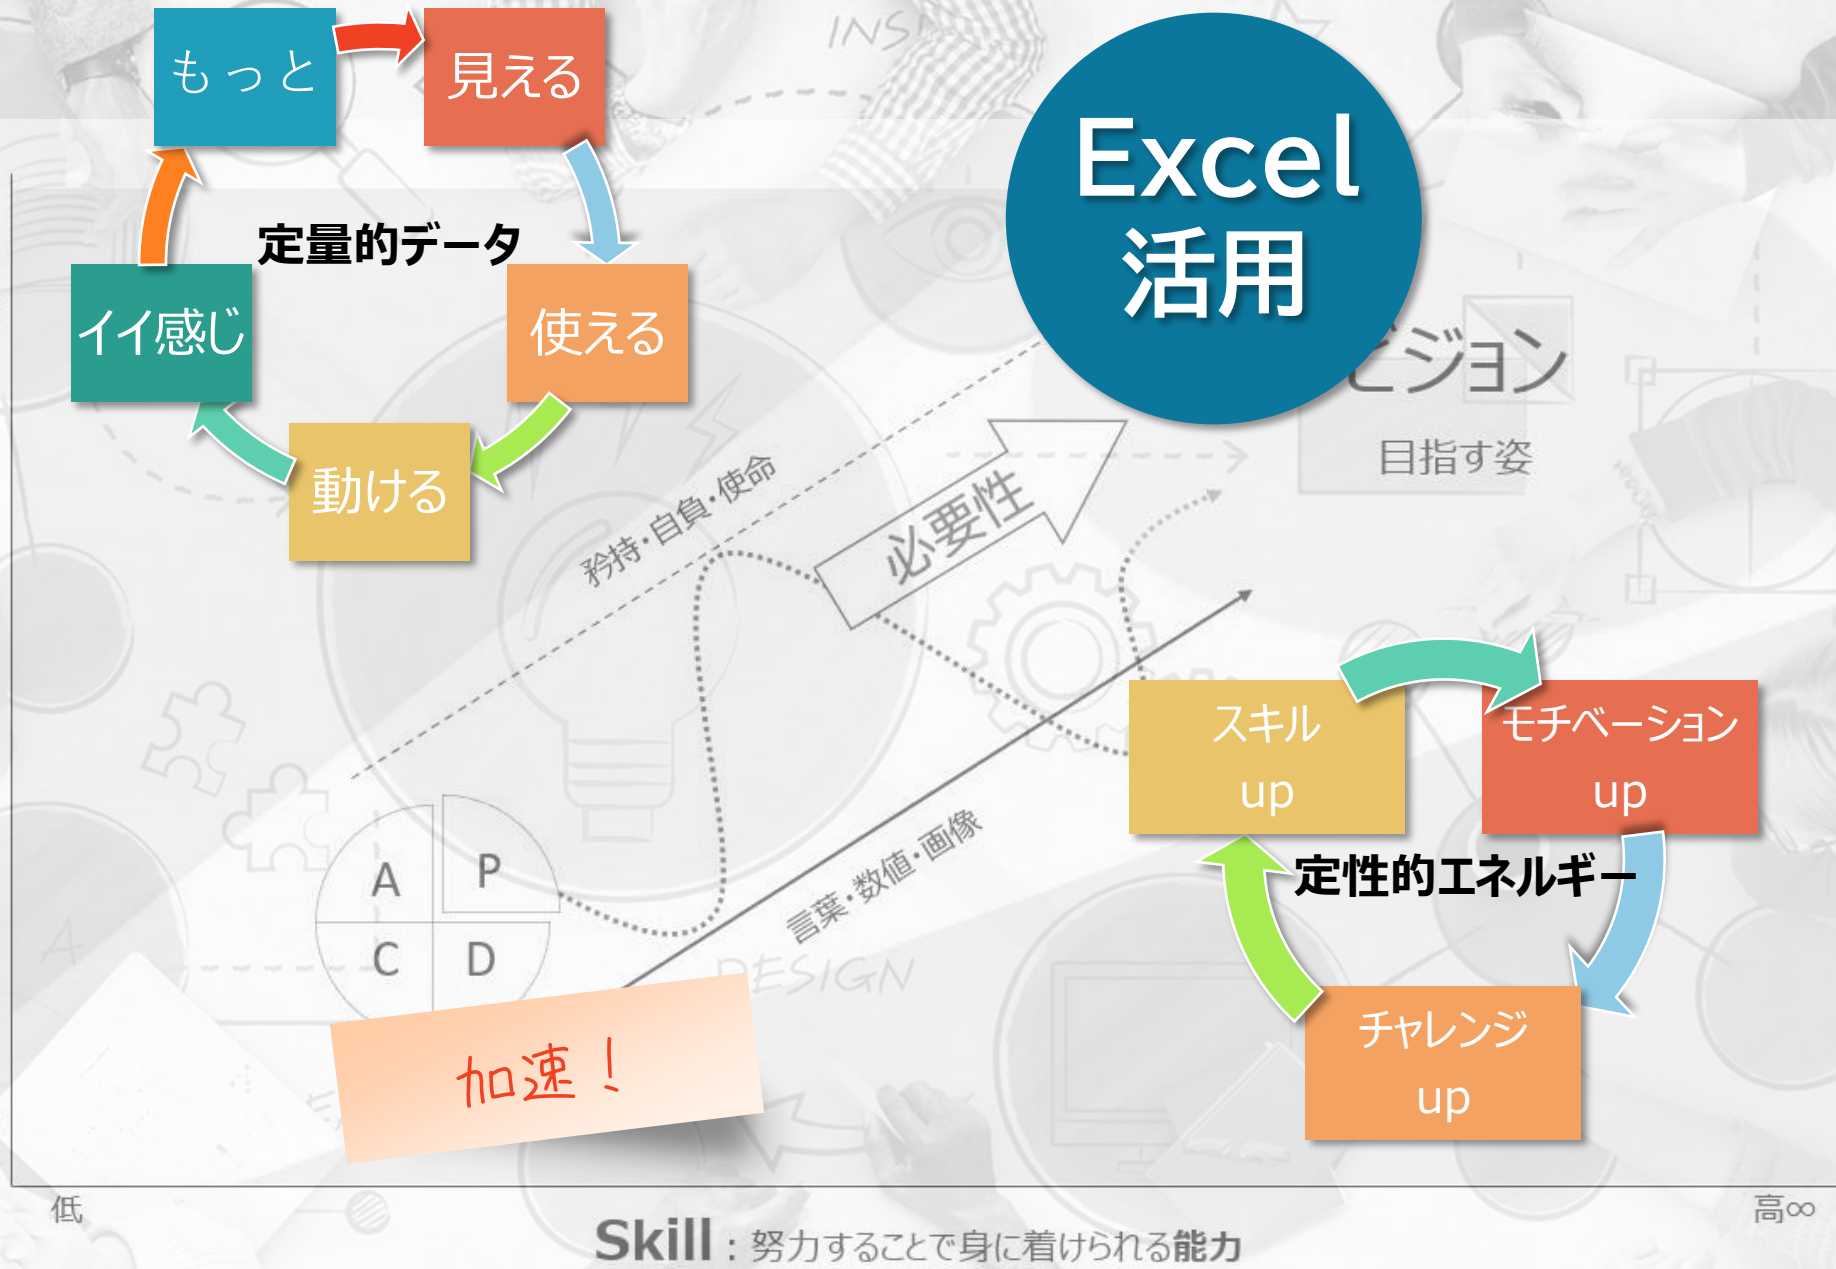 もっと
見える
INS
Excel
活用
定量的データ
イイ感じ
使える
動ける
ビジョン
目指す姿
矜持・自負・使命
必要性
スキル
up
モチベーション
up
定性的エネルギー
チャレンジ
up
言葉・数値・画像
A
P
C
D
A
DESIGN
加速！
低
高∞
Skill：努力することで身に着けられる能力